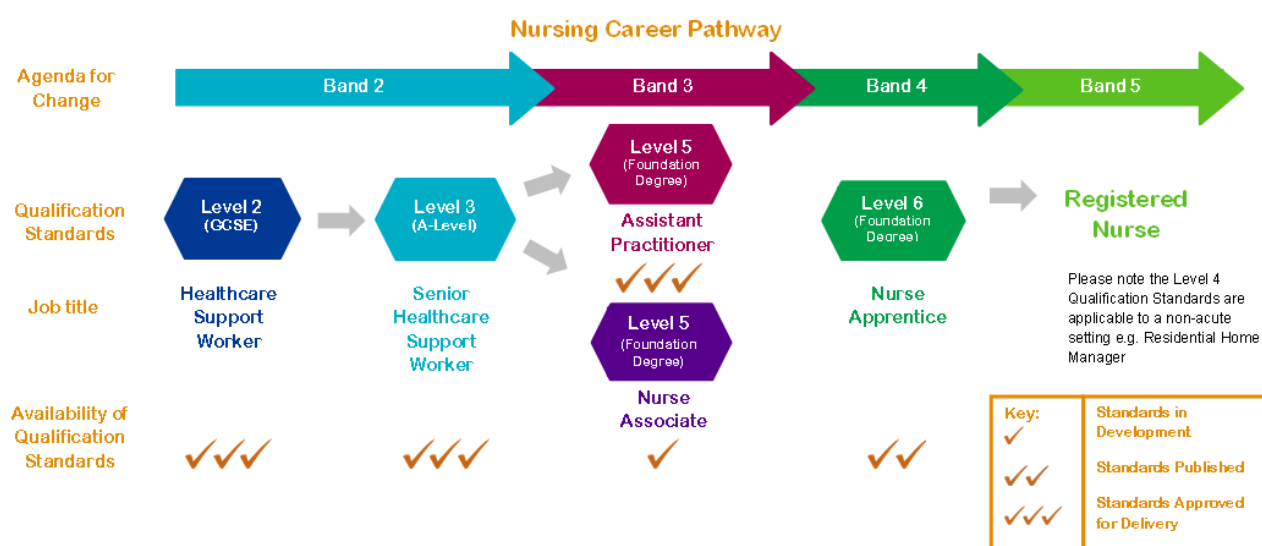 Nursing Career Pathway
Agenda for
Change
Band 2
Band 3
Band 4
Band 5
Qualification
Standards
Level 2
(GCSE)
Level 3
(A-Level)
Level 5
(Foundation
Degree)
Assistant
Practitioner
Level 6
(Foundation
Degree)
Registered
Nurse
Job title
Healthcare
Support
Worker
Senior
Healthcare
Support
Worker
Level 5
(Foundation
Degree)
Nurse
Associate
Nurse
Apprentice
Please note the Level 4
Qualification Standards are
applicable to a non-acute
setting e.g. Residential Home
Manager
Availability of
Qualification
Standards
Key:
Standards in
Development
Standards Published
Standards Approved
for Delivery